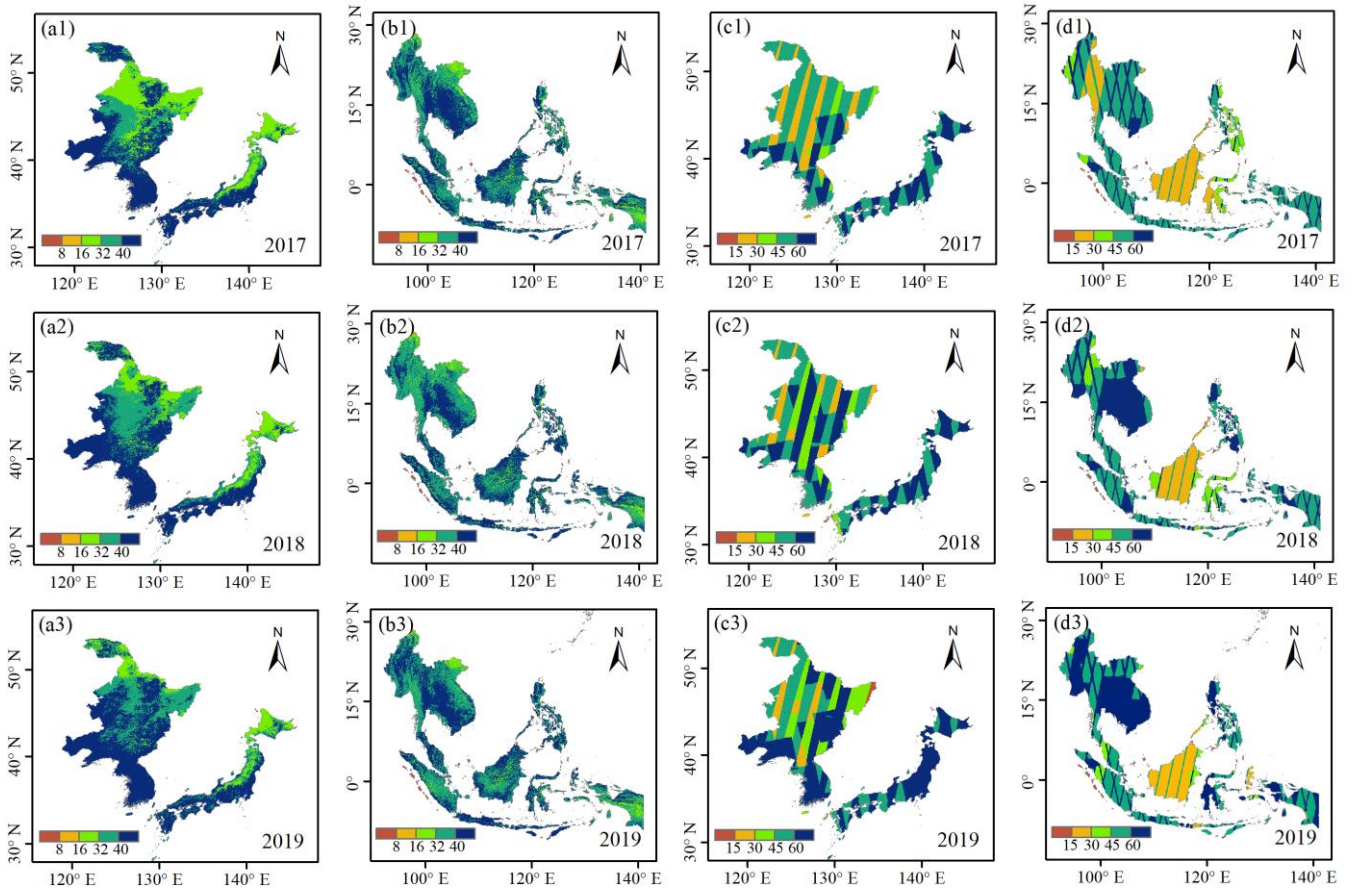 (a1)
N
50° N
40° N
30° N
8 16 32 40
2017
120° E 130° E 140° E
(b1)
N
30° N
15° N
0°
8 16 32 40
2017
100° E 120° E 140° E
(c1)
N
50° N
40° N
30° N
15 30 45 60
2017
120° E 130° E 140° E
(d1)
N
30° N
15° N
0°
15 30 45 60
2017
100° E 120° E 140° E
(a2)
N
50° N
40° N
30° N
8 16 32 40
2018
120° E 130° E 140° E
(b2)
N
30° N
15° N
0°
8 16 32 40
2018
100° E 120° E 140° E
(c2)
N
50° N
40° N
30° N
15 30 45 60
2018
120° E 130° E 140° E
(d2)
N
30° N
15° N
0°
15 30 45 60
2018
100° E 120° E 140° E
(a3)
N
50° N
40° N
30° N
8 16 32 40
2019
120° E 130° E 140° E
(b3)
N
30° N
15° N
0°
8 16 32 40
2019
100° E 120° E 140° E
(c3)
N
50° N
40° N
30° N
15 30 45 60
2019
120° E 130° E 140° E
(d3)
N
30° N
15° N
0°
15 30 45 60
2019
100° E 120° E 140° E